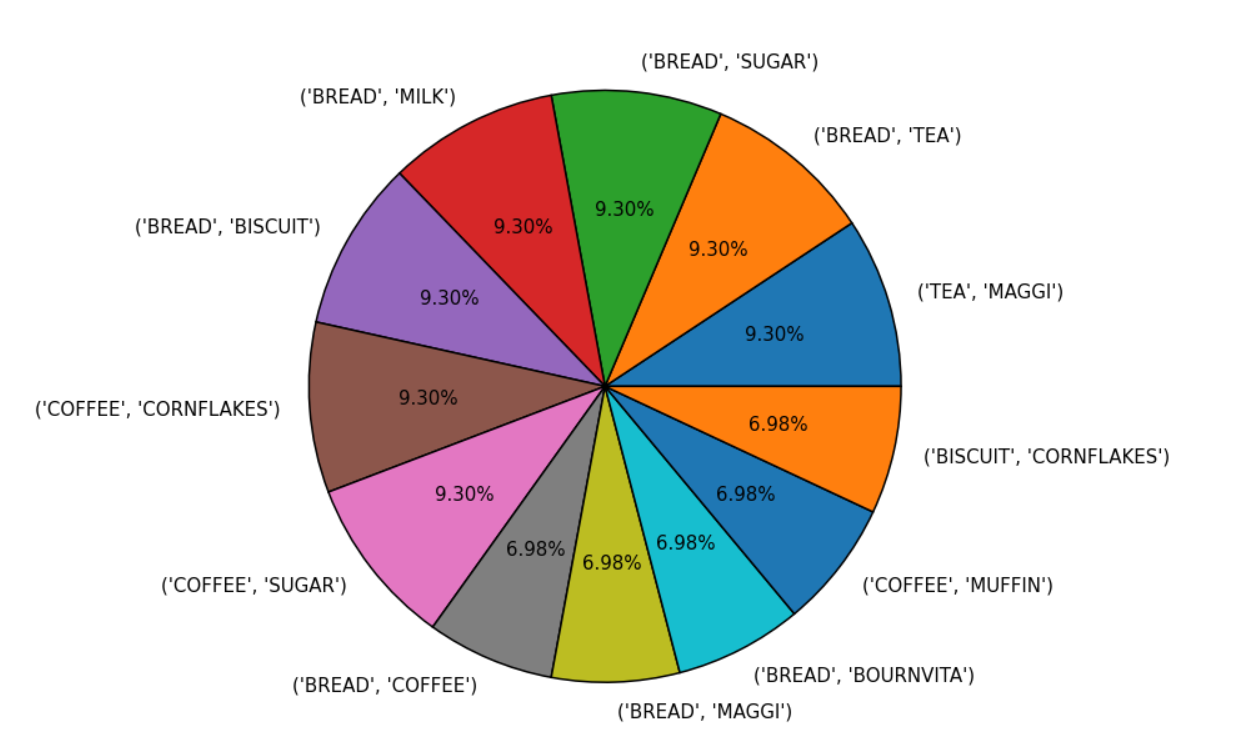 ('BREAD', 'SUGAR')
('BREAD', 'MILK')
('BREAD', 'TEA')
9.30%
9.30%
('BREAD', 'BISCUIT')
9.30%
('TEA', 'MAGGI')
9.30%
9.30%
9.30%
('COFFEE', 'CORNFLAKES')
6.98%
('BISCUIT', 'CORNFLAKES')
9.30%
6.98%
6.98%
6.98%
6.98%
('COFFEE', 'SUGAR')
('COFFEE', 'MUFFIN')
('BREAD', 'BOURNVITA')
('BREAD', 'COFFEE')
('BREAD', 'MAGGI')